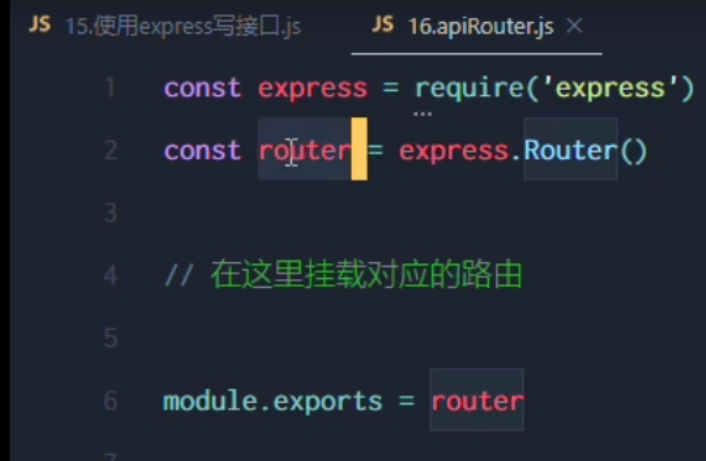 JS 15.使用express写接口.js JS 16.apiRouter.js ×
1 const express = require('express')
2 const router = express.Router()
3
4 // 在这里挂载对应的路由
5
6 module.exports = router
7